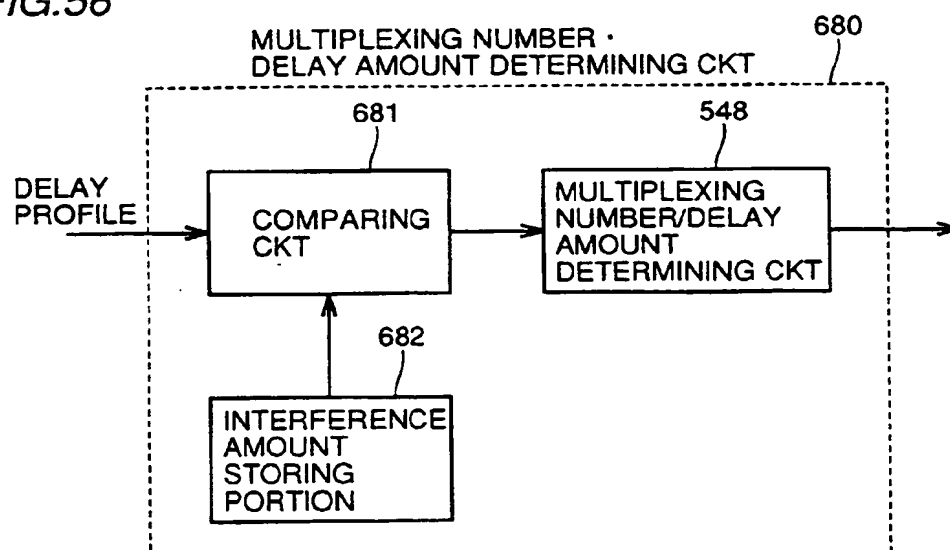 FIG.58
MULTIPLEXING NUMBER ·
DELAY AMOUNT DETERMINING CKT
680
681
548
DELAY
PROFILE
COMPARING
CKT
MULTIPLEXING
NUMBER/DELAY
AMOUNT
DETERMINING CKT
682
INTERFERENCE
AMOUNT
STORING
PORTION